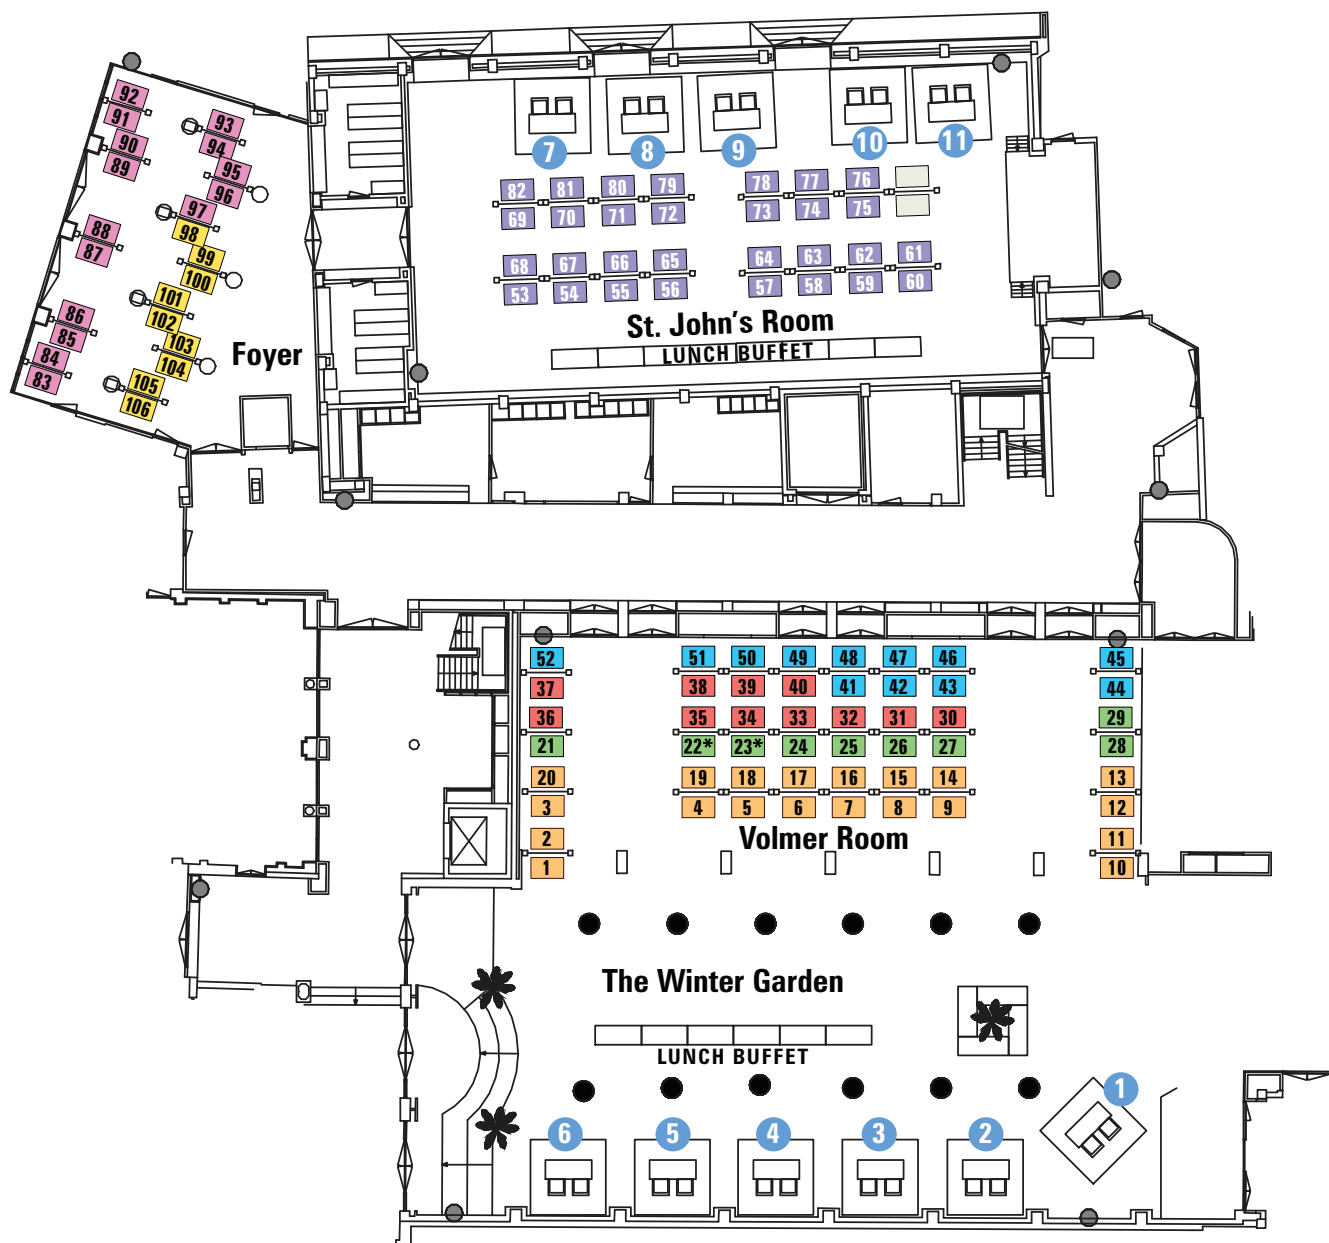 92
91
90
89
93
94
95
96
97
98
99
100
88
87
101
102
86
85
103
104
84
83
105
106
Foyer
7 8 9 10 11
82 81 80 79 78 77 76
69 70 71 72 73 74 75
68 67 66 65 64 63 62 61
53 54 55 56 57 58 59 60
St. John's Room
LUNCH BUFFET
52 51 50 49 48 47 46 45
37 38 39 40 41 42 43 44
36 35 34 33 32 31 30 29
21 22* 23* 24 25 26 27 28
20 19 18 17 16 15 14 13
3 4 5 6 7 8 9 12
Volmer Room
2 11
1 10
The Winter Garden
LUNCH BUFFET
1
6 5 4 3 2